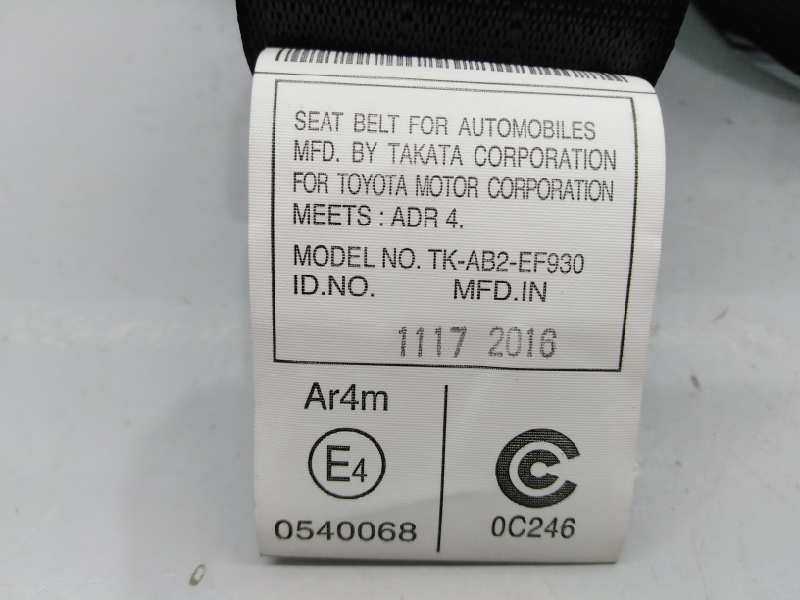 SEAT BELT FOR AUTOMOBILES
MFD. BY TAKATA CORPORATION
FOR TOYOTA MOTOR CORPORATION
MEETS : ADR 4.
MODEL NO. TK-AB2-EF930
ID.NO. MFD.IN
1117 2016
Ar4m
E4
0540068
0C246